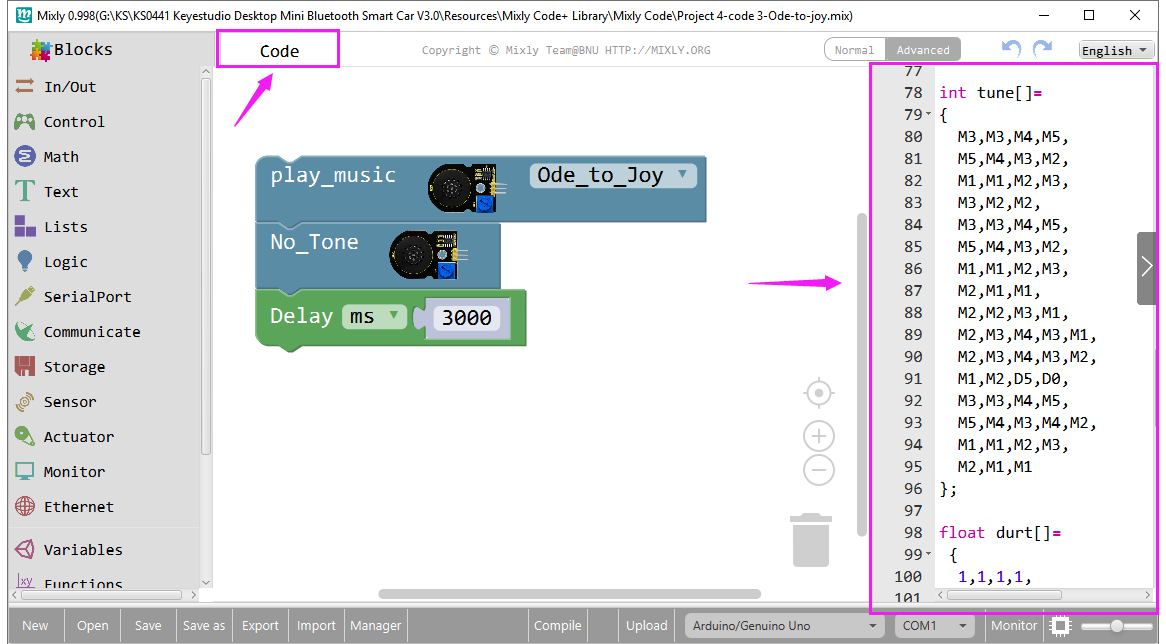 Mixly 0.998(G:\KS\KS0441 Keyestudio Desktop Mini Bluetooth Smart Car V3.0\Resources\Mixly Code+ Library\Mixly Code\Project 4-code 3-Ode-to-joy.mix)
Blocks
Code
Copyright © Mixly Team@BNU HTTP://MIXLY.ORG
Normal
Advanced
English
In/Out
Control
Math
Text
Lists
Logic
SerialPort
Communicate
Storage
Sensor
Actuator
Monitor
Ethernet
Variables
Functions
play_music Ode_to_Joy
No_Tone
Delay ms 3000
77
78 int tune[]=
79 {
80 M3,M3,M4,M5,
81 M5,M4,M3,M2,
82 M1,M1,M2,M3,
83 M3,M2,M2,
84 M3,M3,M4,M5,
85 M5,M4,M3,M2,
86 M1,M1,M2,M3,
87 M2,M1,M1,
88 M2,M2,M3,M1,
89 M2,M3,M4,M3,M1,
90 M2,M3,M4,M3,M2,
91 M1,M2,D5,D0,
92 M3,M3,M4,M5,
93 M5,M4,M3,M4,M2,
94 M1,M1,M2,M3,
95 M2,M1,M1
96 };
97
98 float durt[]=
99 {
100 1,1,1,1,
101
New Open Save Save as Export Import Manager Compile Upload Arduino/Genuino Uno COM1 Monitor